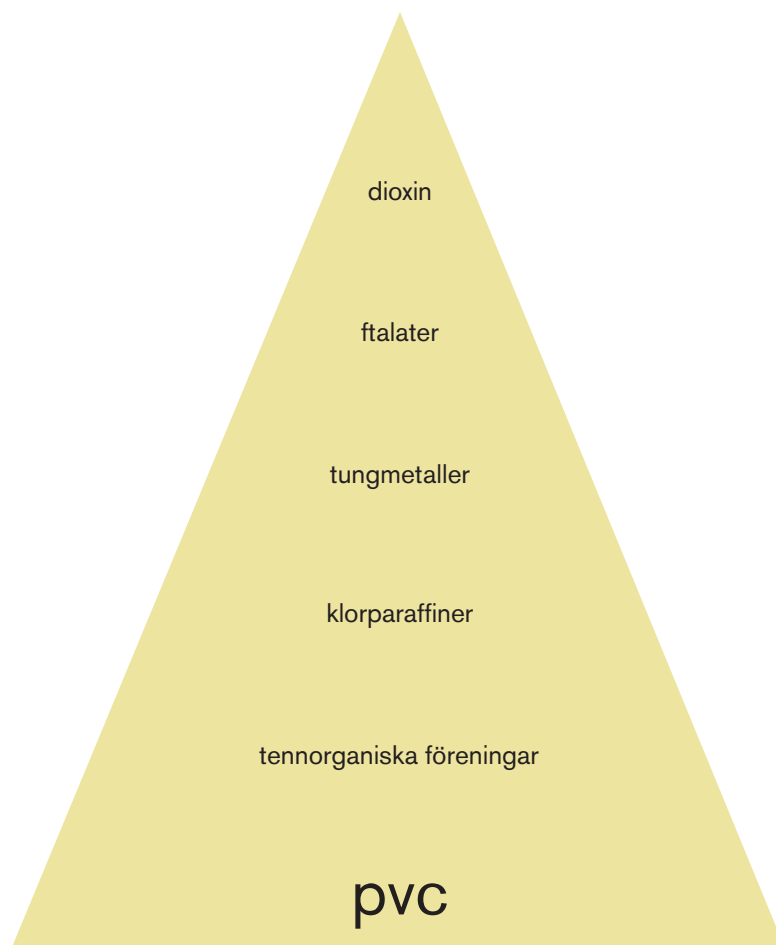 dioxin
ftalater
tungmetaller
klorparaffiner
tennorganiska föreningar
pvc